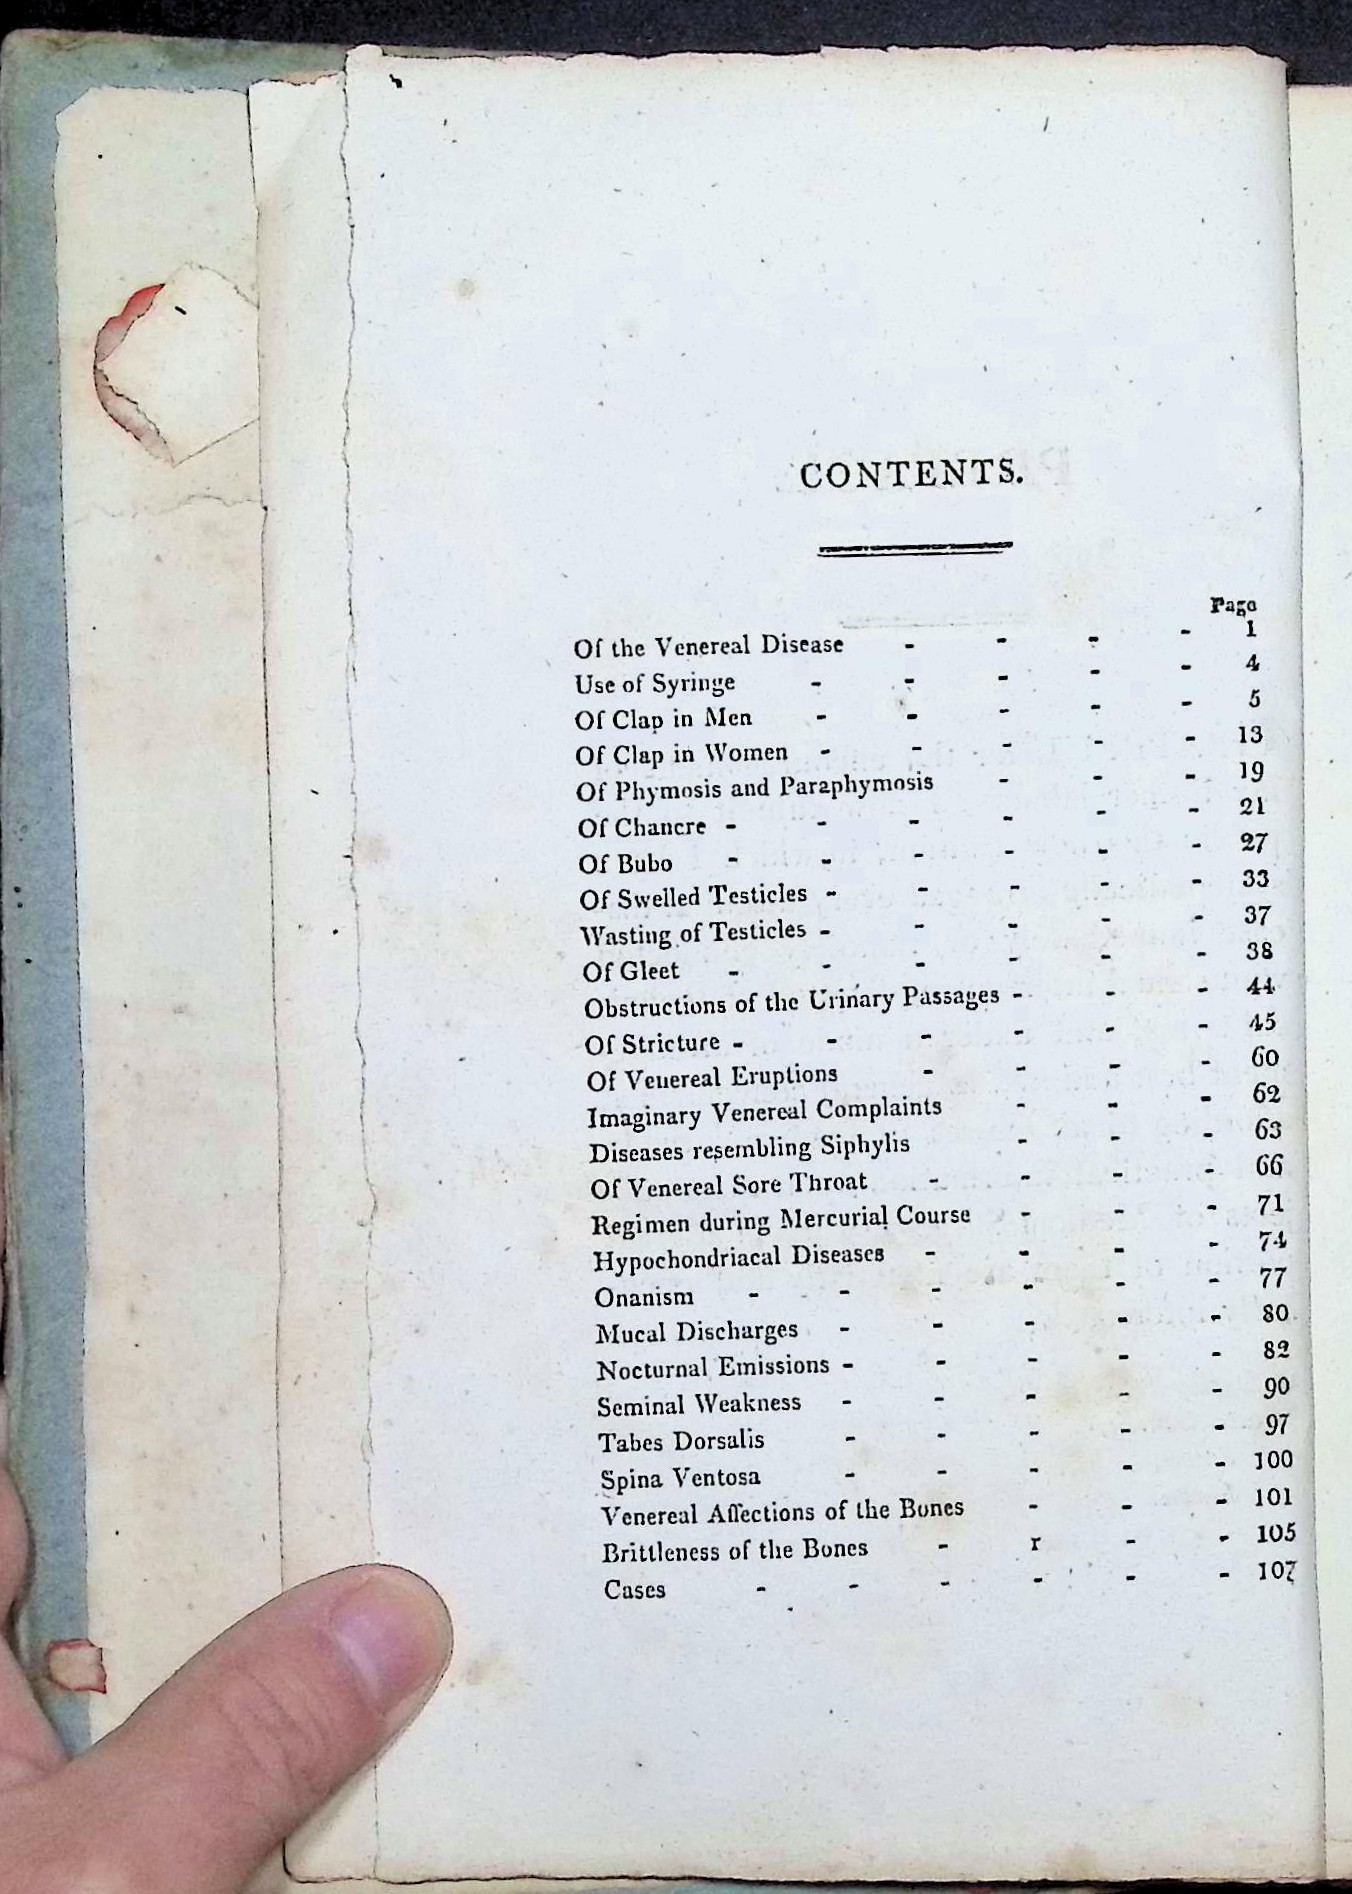 CONTENTS.
Page
Of the Venereal Disease - - - - 1
Use of Syringe - - - - - 4
Of Clap in Men - - - - - 5
Of Clap in Women - - - - - 13
Of Phymosis and Paraphymosis - - - 19
Of Chancre - - - - - - 21
Of Bubo - - - - - - 27
Of Swelled Testicles - - - - - 33
Wasting of Testicles - - - - - 37
Of Gleet - - - - - - 38
Obstructions of the Urinary Passages - - - 44
Of Stricture - - - - - - 45
Of Venereal Eruptions - - - - 60
Imaginary Venereal Complaints - - - 62
Diseases resembling Siphylis - - - 63
Of Venereal Sore Throat - - - - 66
Regimen during Mercurial Course - - - 71
Hypochondriacal Diseases - - - - 74
Onanism - - - - - - 77
Mucal Discharges - - - - - 80
Nocturnal Emissions - - - - - 82
Seminal Weakness - - - - - 90
Tabes Dorsalis - - - - - 97
Spina Ventosa - - - - - 100
Venereal Affections of the Bones - - - 101
Brittleness of the Bones - r - - 105
Cases - - - - - - 107